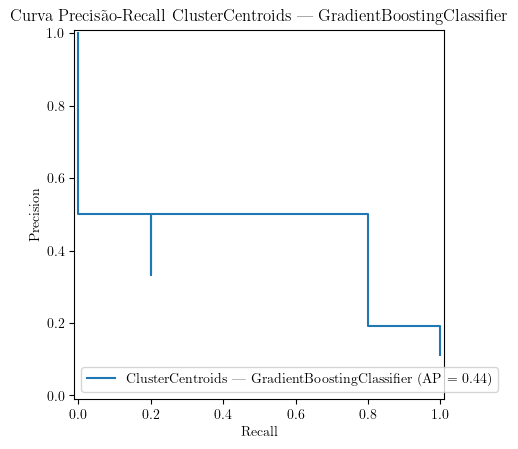 Curva Precisão-Recall ClusterCentroids — GradientBoostingClassifier
1.0
0.8
0.6
0.4
0.2
0.0
Precision
ClusterCentroids — GradientBoostingClassifier (AP = 0.44)
0.0 0.2 0.4 0.6 0.8 1.0
Recall